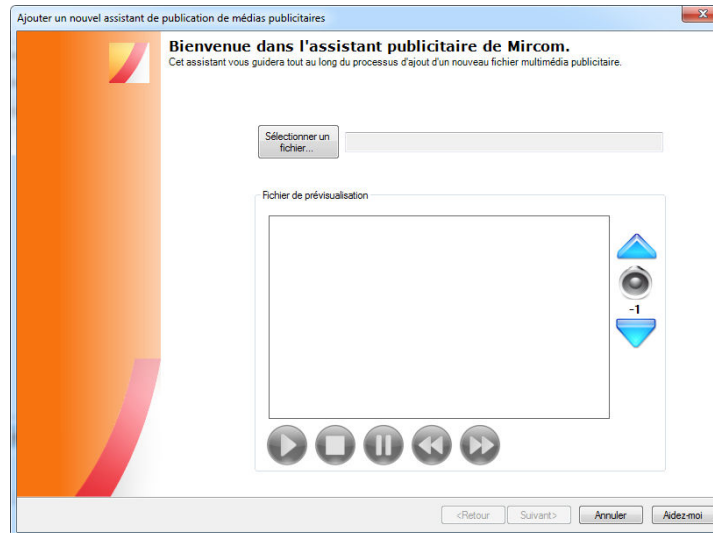 Ajouter un nouvel assistant de publication de médias publicitaires
Bienvenue dans l'assistant publicitaire de Mircom.
Cet assistant vous guidera tout au long du processus d'ajout d'un nouveau fichier multimédia publicitaire.
Sélectionner un
fichier...
Fichier de prévisualisation
-1
<Retour
Suivant>
Annuler
Aidez-moi